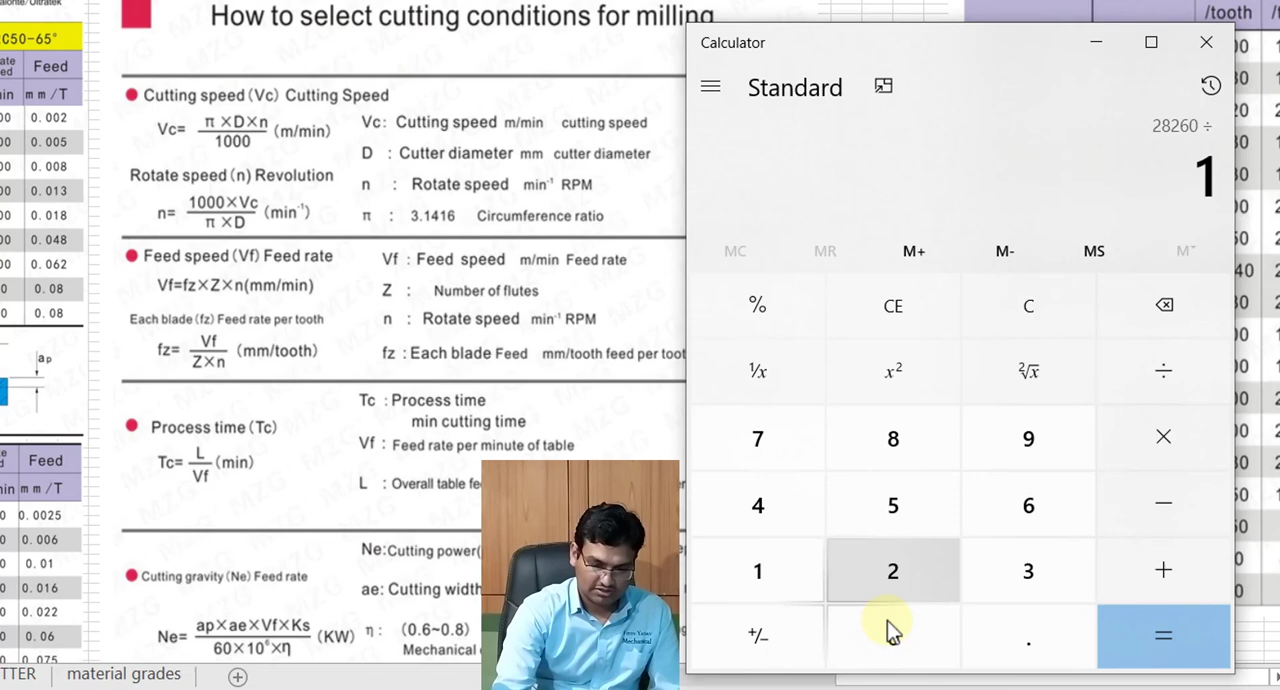 How to select cutting conditions for milling
Cutting speed (Vc) Cutting Speed
Vc= π×D×n / 1000 (m/min)
Vc: Cutting speed m/min cutting speed
D : Cutter diameter mm cutter diameter
Rotate speed (n) Revolution
n : Rotate speed min⁻¹ RPM
n= 1000×Vc / π×D (min⁻¹)
π : 3.1416 Circumference ratio
Feed speed (Vf) Feed rate
Vf : Feed speed m/min Feed rate
Vf=fz×Z×n(mm/min)
Z : Number of flutes
Each blade (fz) Feed rate per tooth
n : Rotate speed min⁻¹ RPM
fz= Vf / Z×n (mm/tooth)
fz : Each blade Feed mm/tooth feed per toot
Process time (Tc)
Tc : Process time
min cutting time
Tc= L / Vf (min)
Vf : Feed rate per minute of table
L : Overall table fe
Cutting gravity (Ne) Feed rate
Ne:Cutting power(
ae: Cutting width
Ne= ap×ae×Vf×Ks / 60×10⁶×η (KW)
η : (0.6~0.8)
Mechanical
C50-65°
Feed
min mm/T
0.002
0.005
0.008
0.013
0.018
0.048
0.062
0.08
0.08
ap
Feed
min mm/T
0.0025
0.006
0.01
0.016
0.022
0.06
0.075
TTER
material grades
+
Calculator
Standard
28260 ÷
1
MC MR M+ M- MS M˅
% CE C
¹/x x² ²√x ÷
7 8 9 ×
4 5 6 −
1 2 3 +
+/− . =
/tooth
Mechanical
MZG